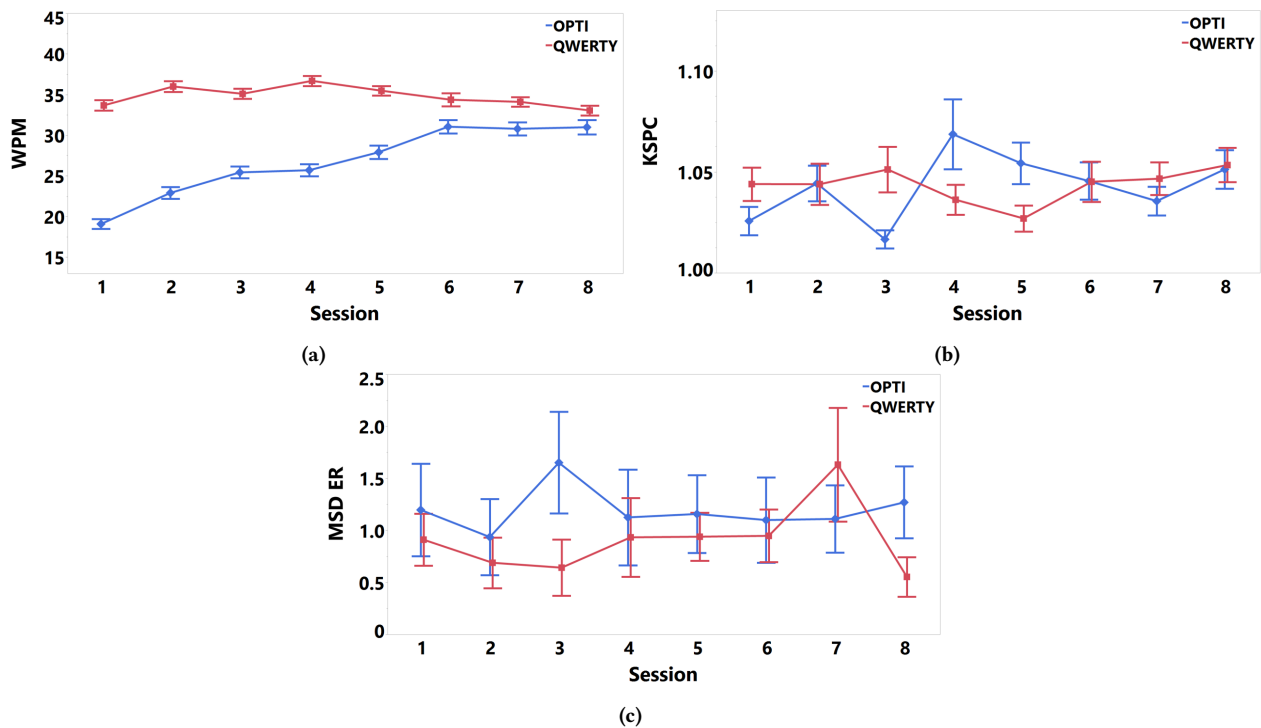 45
40
35
30
25
20
15
WPM
OPTI
QWERTY
1 2 3 4 5 6 7 8
Session
(a)
1.10
1.05
1.00
KSPC
OPTI
QWERTY
1 2 3 4 5 6 7 8
Session
(b)
2.5
2.0
1.5
1.0
0.5
0
MSD ER
OPTI
QWERTY
1 2 3 4 5 6 7 8
Session
(c)